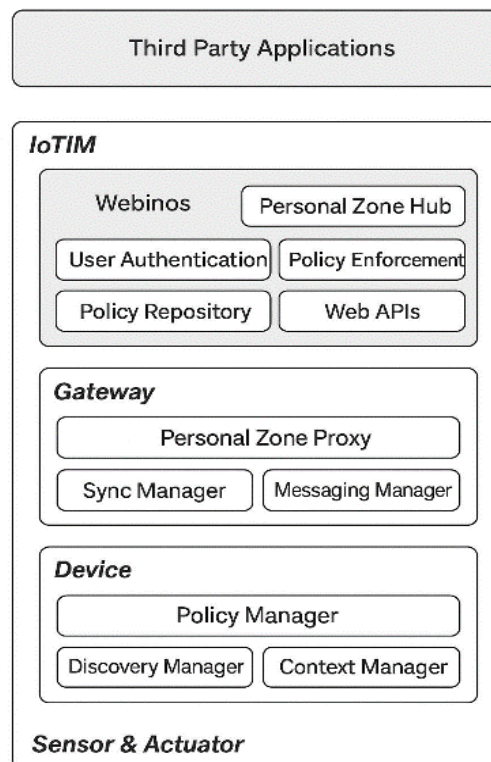 Third Party Applications
IoTIM
Webinos
Personal Zone Hub
User Authentication
Policy Enforcement
Policy Repository
Web APIs
Gateway
Personal Zone Proxy
Sync Manager
Messaging Manager
Device
Policy Manager
Discovery Manager
Context Manager
Sensor & Actuator